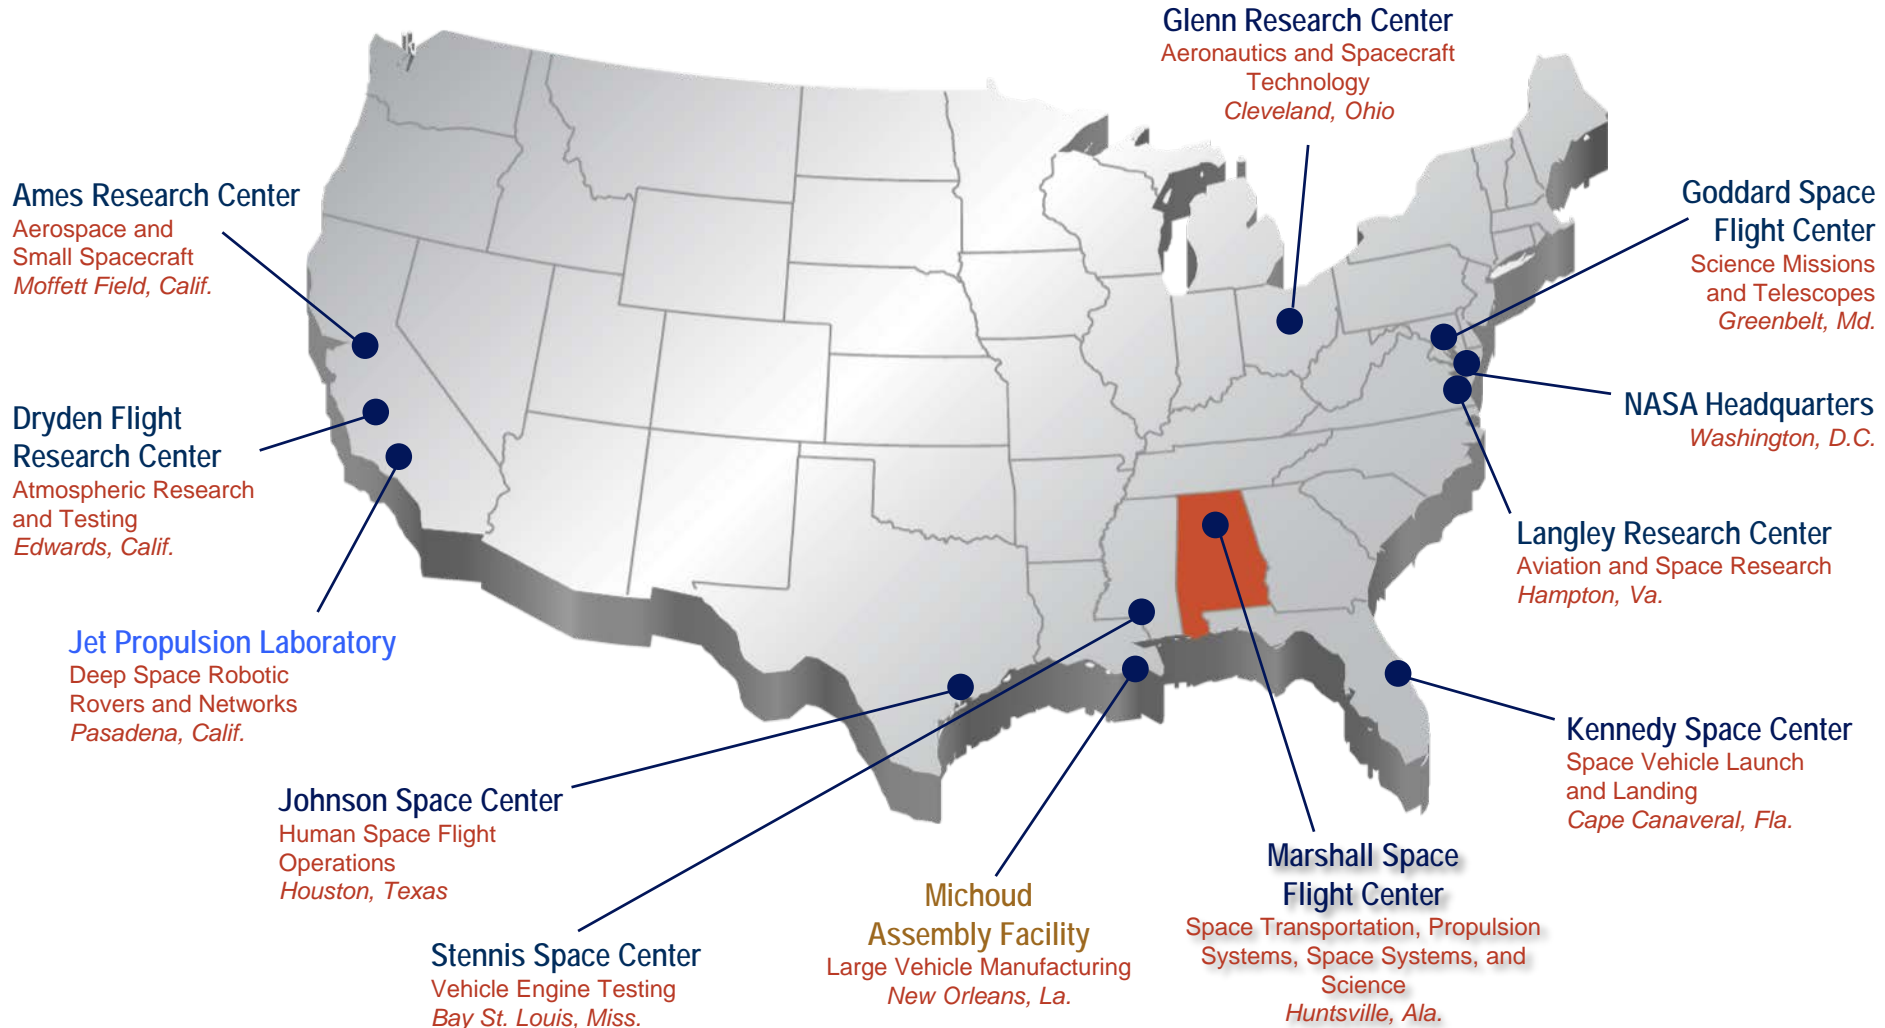 Glenn Research Center
Aeronautics and Spacecraft
Technology
Cleveland, Ohio
Ames Research Center
Aerospace and
Small Spacecraft
Moffett Field, Calif.
Goddard Space
Flight Center
Science Missions
and Telescopes
Greenbelt, Md.
Dryden Flight
Research Center
Atmospheric Research
and Testing
Edwards, Calif.
NASA Headquarters
Washington, D.C.
Langley Research Center
Aviation and Space Research
Hampton, Va.
Jet Propulsion Laboratory
Deep Space Robotic
Rovers and Networks
Pasadena, Calif.
Kennedy Space Center
Space Vehicle Launch
and Landing
Cape Canaveral, Fla.
Johnson Space Center
Human Space Flight
Operations
Houston, Texas
Marshall Space
Flight Center
Space Transportation, Propulsion
Systems, Space Systems, and
Science
Huntsville, Ala.
Michoud
Assembly Facility
Large Vehicle Manufacturing
New Orleans, La.
Stennis Space Center
Vehicle Engine Testing
Bay St. Louis, Miss.